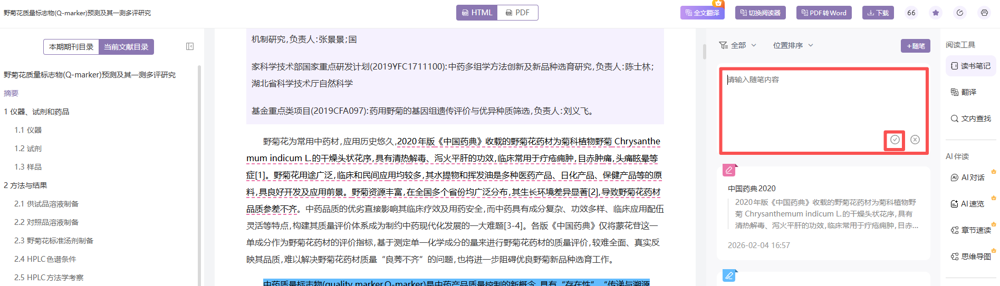 野菊花质量标志物(Q-marker)预测及其一测多评研究
HTML
PDF
全文翻译
切换阅读器
PDF转Word
下载
本期期刊目录
当前文献目录
野菊花质量标志物(Q-marker)预测及其一测多评研究
摘要
1 仪器、试剂和药品
1.1 仪器
1.2 试剂
1.3 样品
2 方法与结果
2.1 供试品溶液制备
2.2 对照品溶液制备
2.3 野菊花标准汤剂制备
2.4 HPLC色谱条件
2.5 HPLC方法学考察
机制研究,负责人:张景景;国
家科学技术部国家重点研发计划(2019YFC1711100):中药多组学方法创新及新品种选育研究,负责人:陈士林;
湖北省科学技术厅自然科学
基金重点类项目(2019CFA097):药用野菊的基因组遗传评价与优异种质筛选,负责人:刘义飞。
野菊花为常用中药材,应用历史悠久,2020年版《中国药典》收载的野菊花药材为菊科植物野菊 Chrysanthe
mum indicum L.的干燥头状花序,具有清热解毒、泻火平肝的功效,临床常用于疔疮痈肿,目赤肿痛,头痛眩晕等
症[1]。野菊花用途广泛,临床和民间应用均较多,其水提物和挥发油是多种医药产品、日化产品、保健产品等的原
料,具良好开发及应用前景。野菊资源丰富,在全国多个省份均广泛分布,其生长环境差异显著[2],导致野菊花药材
品质参差不齐。中药品质的优劣直接影响其临床疗效及用药安全,而中药具有成分复杂、功效多样、临床应用配伍
灵活等特点,构建其质量评价体系成为制约中药现代化发展的一大难题[3-4]。各版《中国药典》仅将蒙花苷这一
单成分作为野菊花药材的评价指标,基于测定单一化学成分的量来进行野菊花药材的质量评价,较难全面、真实反
映其品质,难以解决野菊花药材质量“良莠不齐”的问题,也将进一步阻碍优良野菊新品种选育工作。
中药质量标志物(quality marker,Q-marker)是中药产品质量控制的新概念,具有“存在性”“传递与溯源
全部
位置排序
+随笔
请输入随笔内容
中国药典2020
2020年版《中国药典》收载的野菊花药材为菊科植物野
菊 Chrysanthemum indicum L.的干燥头状花序,具有
清热解毒、泻火平肝的功效,临床常用于疔疮痈肿,目赤...
2026-02-04 16:57
阅读工具
读书笔记
翻译
文内查找
AI伴读
AI对话
AI速览
章节速读
思维导图